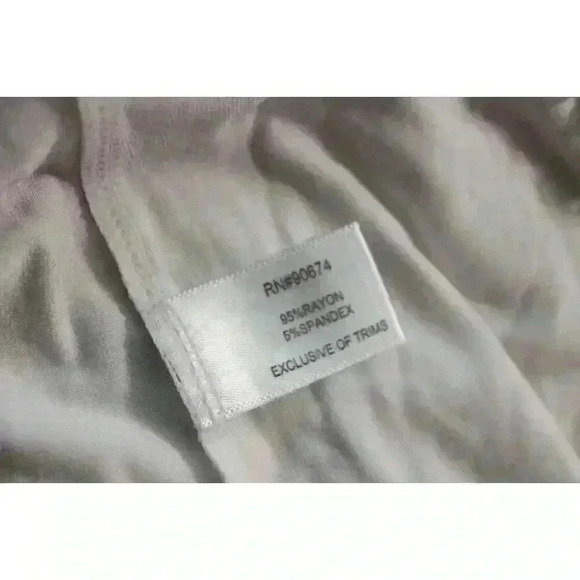 RN#90674
95%RAYON
5%SPANDEX
EXCLUSIVE OF TRIMS